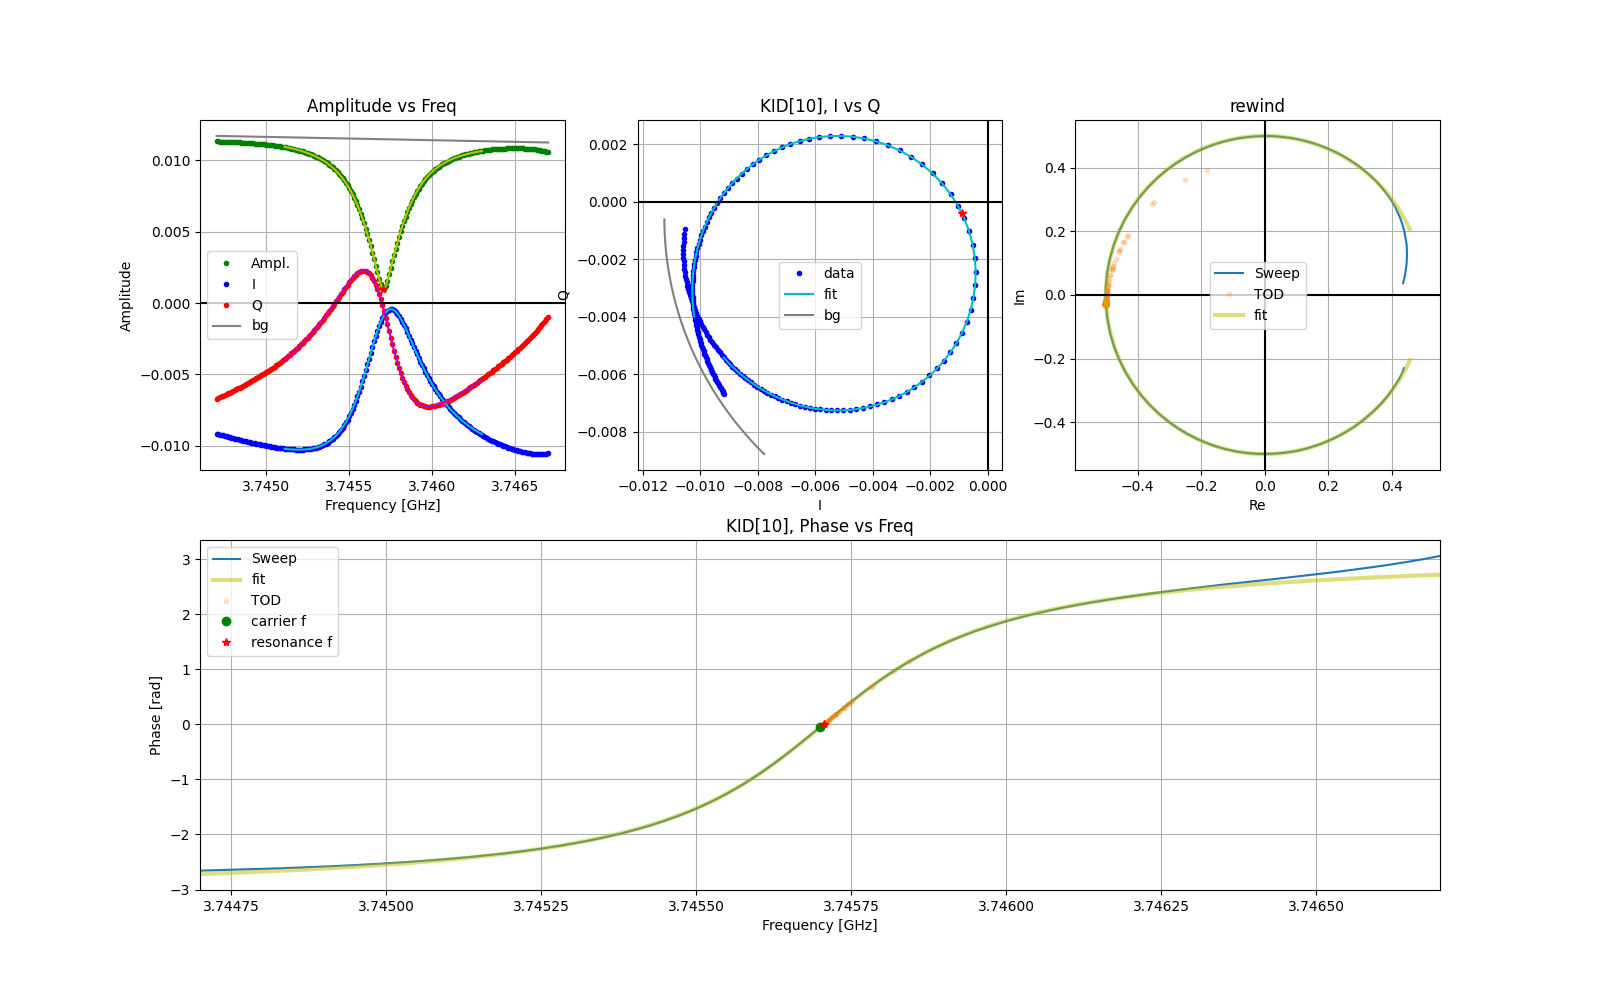 Amplitude vs Freq
Amplitude
0.010
0.005
0.000
−0.005
−0.010
Ampl.
I
Q
bg
3.7450
3.7455
3.7460
3.7465
Frequency [GHz]
KID[10], I vs Q
Q
0.002
0.000
−0.002
−0.004
−0.006
−0.008
data
fit
bg
−0.012
−0.010
−0.008
−0.006
−0.004
−0.002
0.000
I
rewind
Im
0.4
0.2
0.0
−0.2
−0.4
Sweep
TOD
fit
−0.4
−0.2
0.0
0.2
0.4
Re
KID[10], Phase vs Freq
Phase [rad]
3
2
1
0
−1
−2
−3
Sweep
fit
TOD
carrier f
resonance f
3.74475
3.74500
3.74525
3.74550
3.74575
3.74600
3.74625
3.74650
Frequency [GHz]